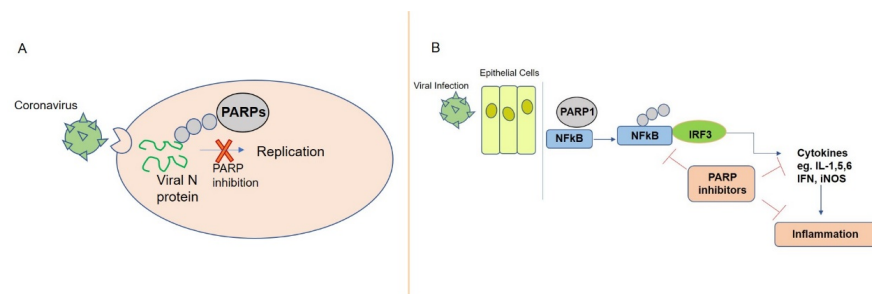 A
Coronavirus
PARPs
Replication
PARP
inhibition
Viral N
protein
B
Viral Infection
Epithelial Cells
PARP1
NFkB
NFkB
IRF3
Cytokines
eg. IL-1,5,6
IFN, iNOS
PARP
inhibitors
Inflammation